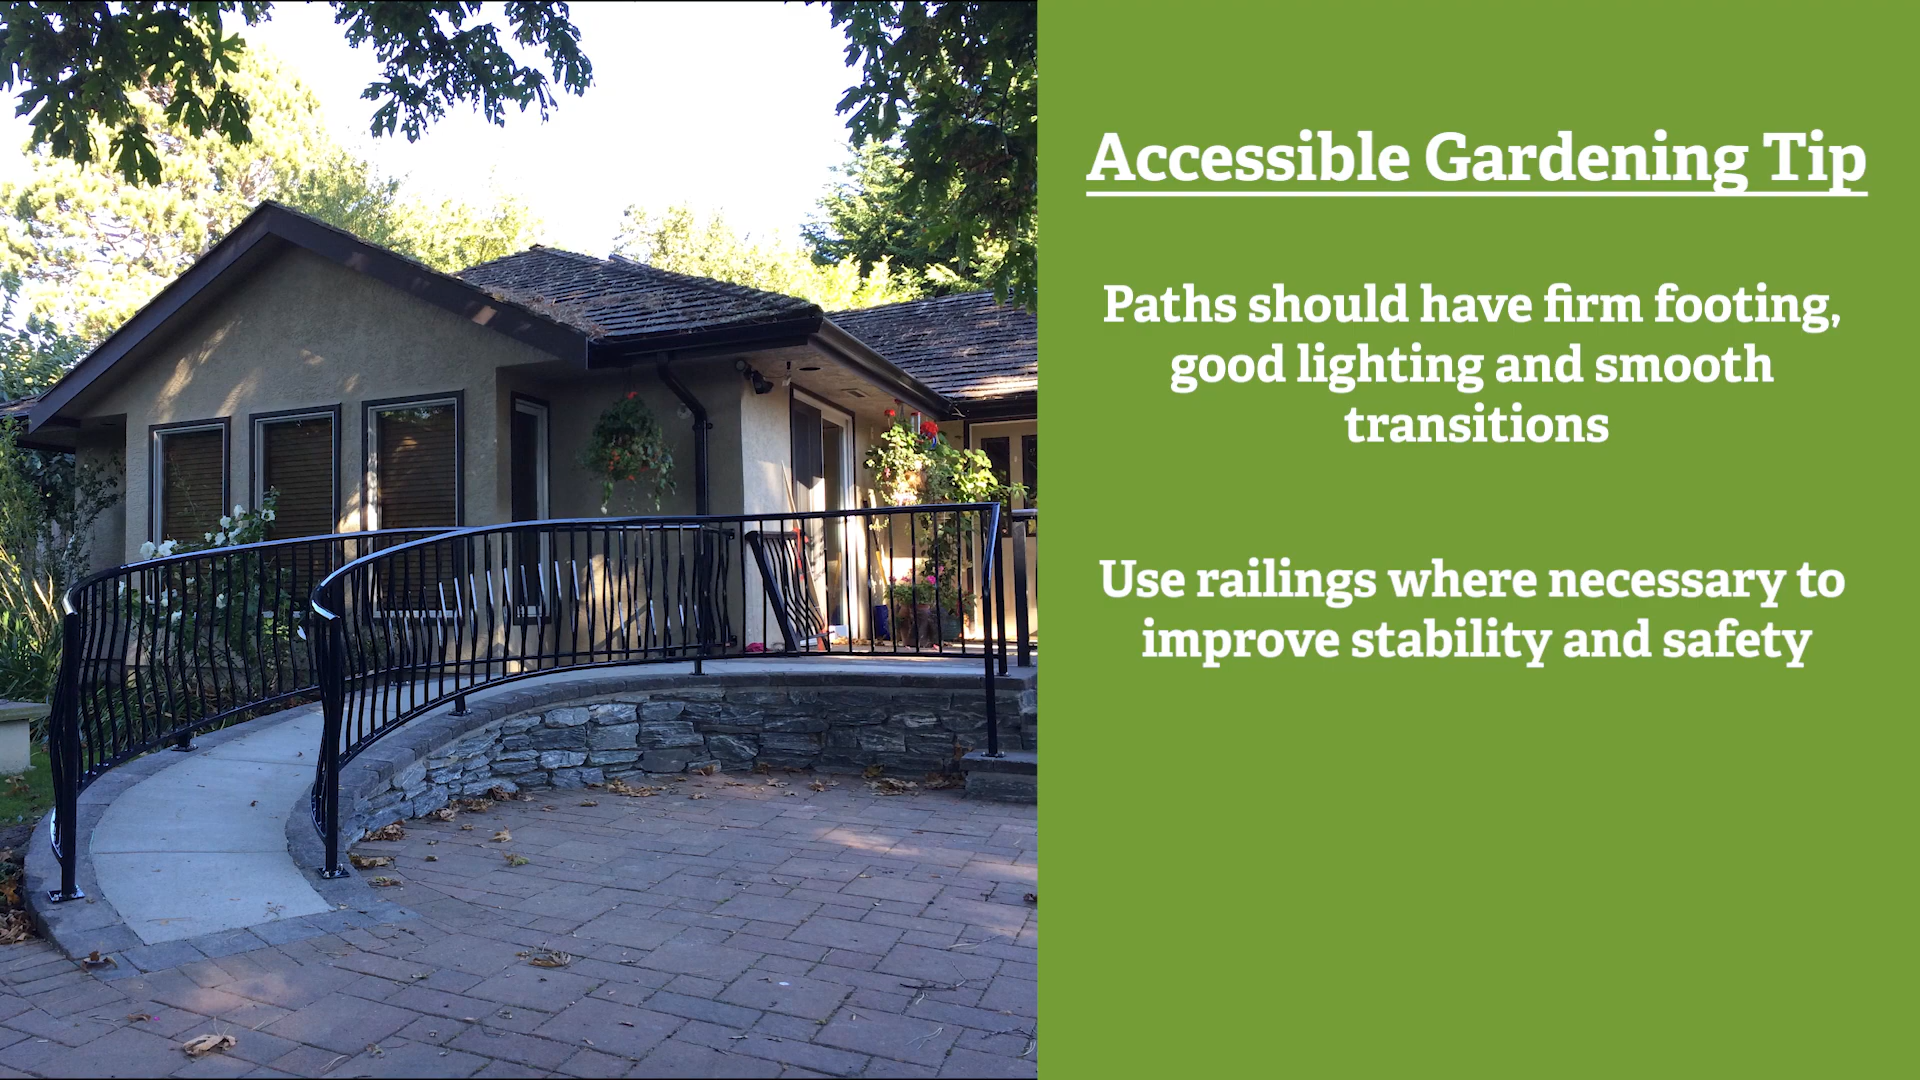 Accessible Gardening Tip
Paths should have firm footing,
good lighting and smooth
transitions
Use railings where necessary to
improve stability and safety